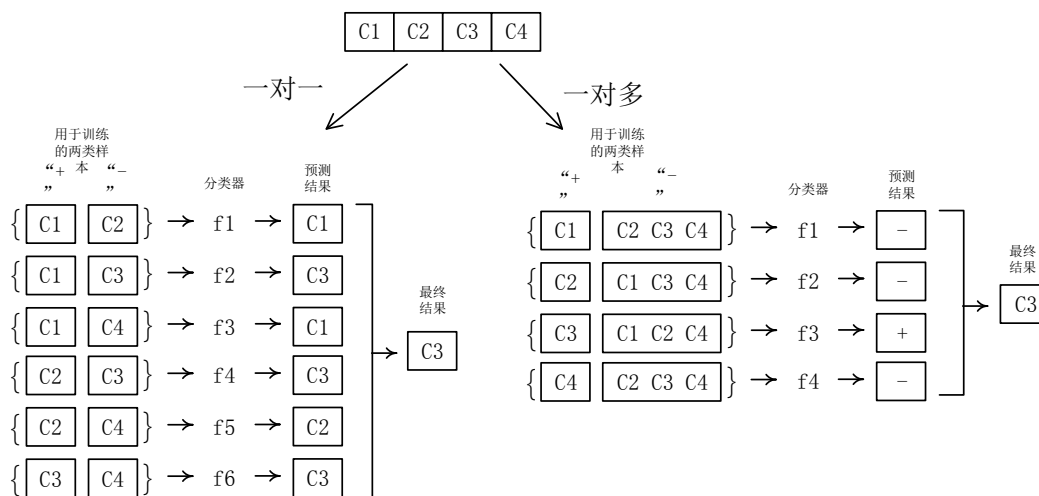 C1 C2 C3 C4
一对一
一对多
用于训练
的两类样
本
“+
”
“-
”
分类器
预测
结果
{ C1 C2 } → f1 → C1
{ C1 C3 } → f2 → C3
{ C1 C4 } → f3 → C1
{ C2 C3 } → f4 → C3
{ C2 C4 } → f5 → C2
{ C3 C4 } → f6 → C3
最终
结果
C3
用于训练
的两类样
本
“+
”
“-
”
分类器
预测
结果
{ C1 C2 C3 C4 } → f1 → -
{ C2 C1 C3 C4 } → f2 → -
{ C3 C1 C2 C4 } → f3 → +
{ C4 C2 C3 C4 } → f4 → -
最终
结果
C3